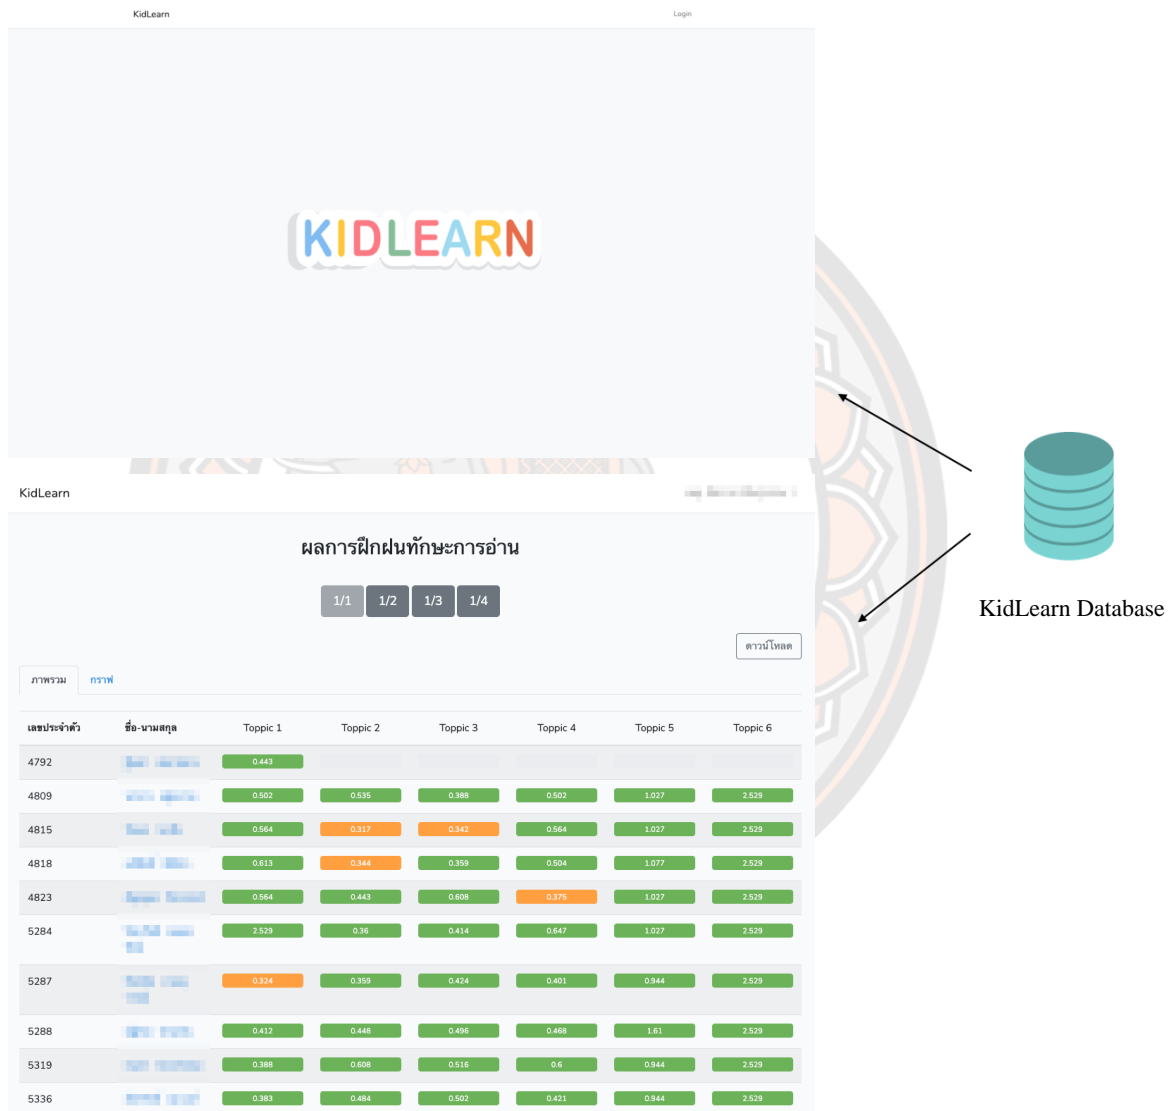 KidLearn Login
KIDLEARN
KidLearn
ผลการฝึกฝนทักษะการอ่าน
1/1 1/2 1/3 1/4
KidLearn Database
ดาวน์โหลด
ภาพรวม กราฟ
เลขประจำตัว ชื่อ-นามสกุล Toppic 1 Toppic 2 Toppic 3 Toppic 4 Toppic 5 Toppic 6
4792 0.443
4809 0.502 0.535 0.388 0.502 1.027 2.529
4815 0.564 0.317 0.342 0.564 1.027 2.529
4818 0.613 0.344 0.359 0.504 1.077 2.529
4823 0.564 0.443 0.608 0.375 1.027 2.529
5284 2.529 0.36 0.414 0.647 1.027 2.529
5287 0.324 0.359 0.424 0.401 0.944 2.529
5288 0.412 0.448 0.496 0.468 1.61 2.529
5319 0.388 0.608 0.516 0.6 0.944 2.529
5336 0.383 0.484 0.502 0.421 0.944 2.529